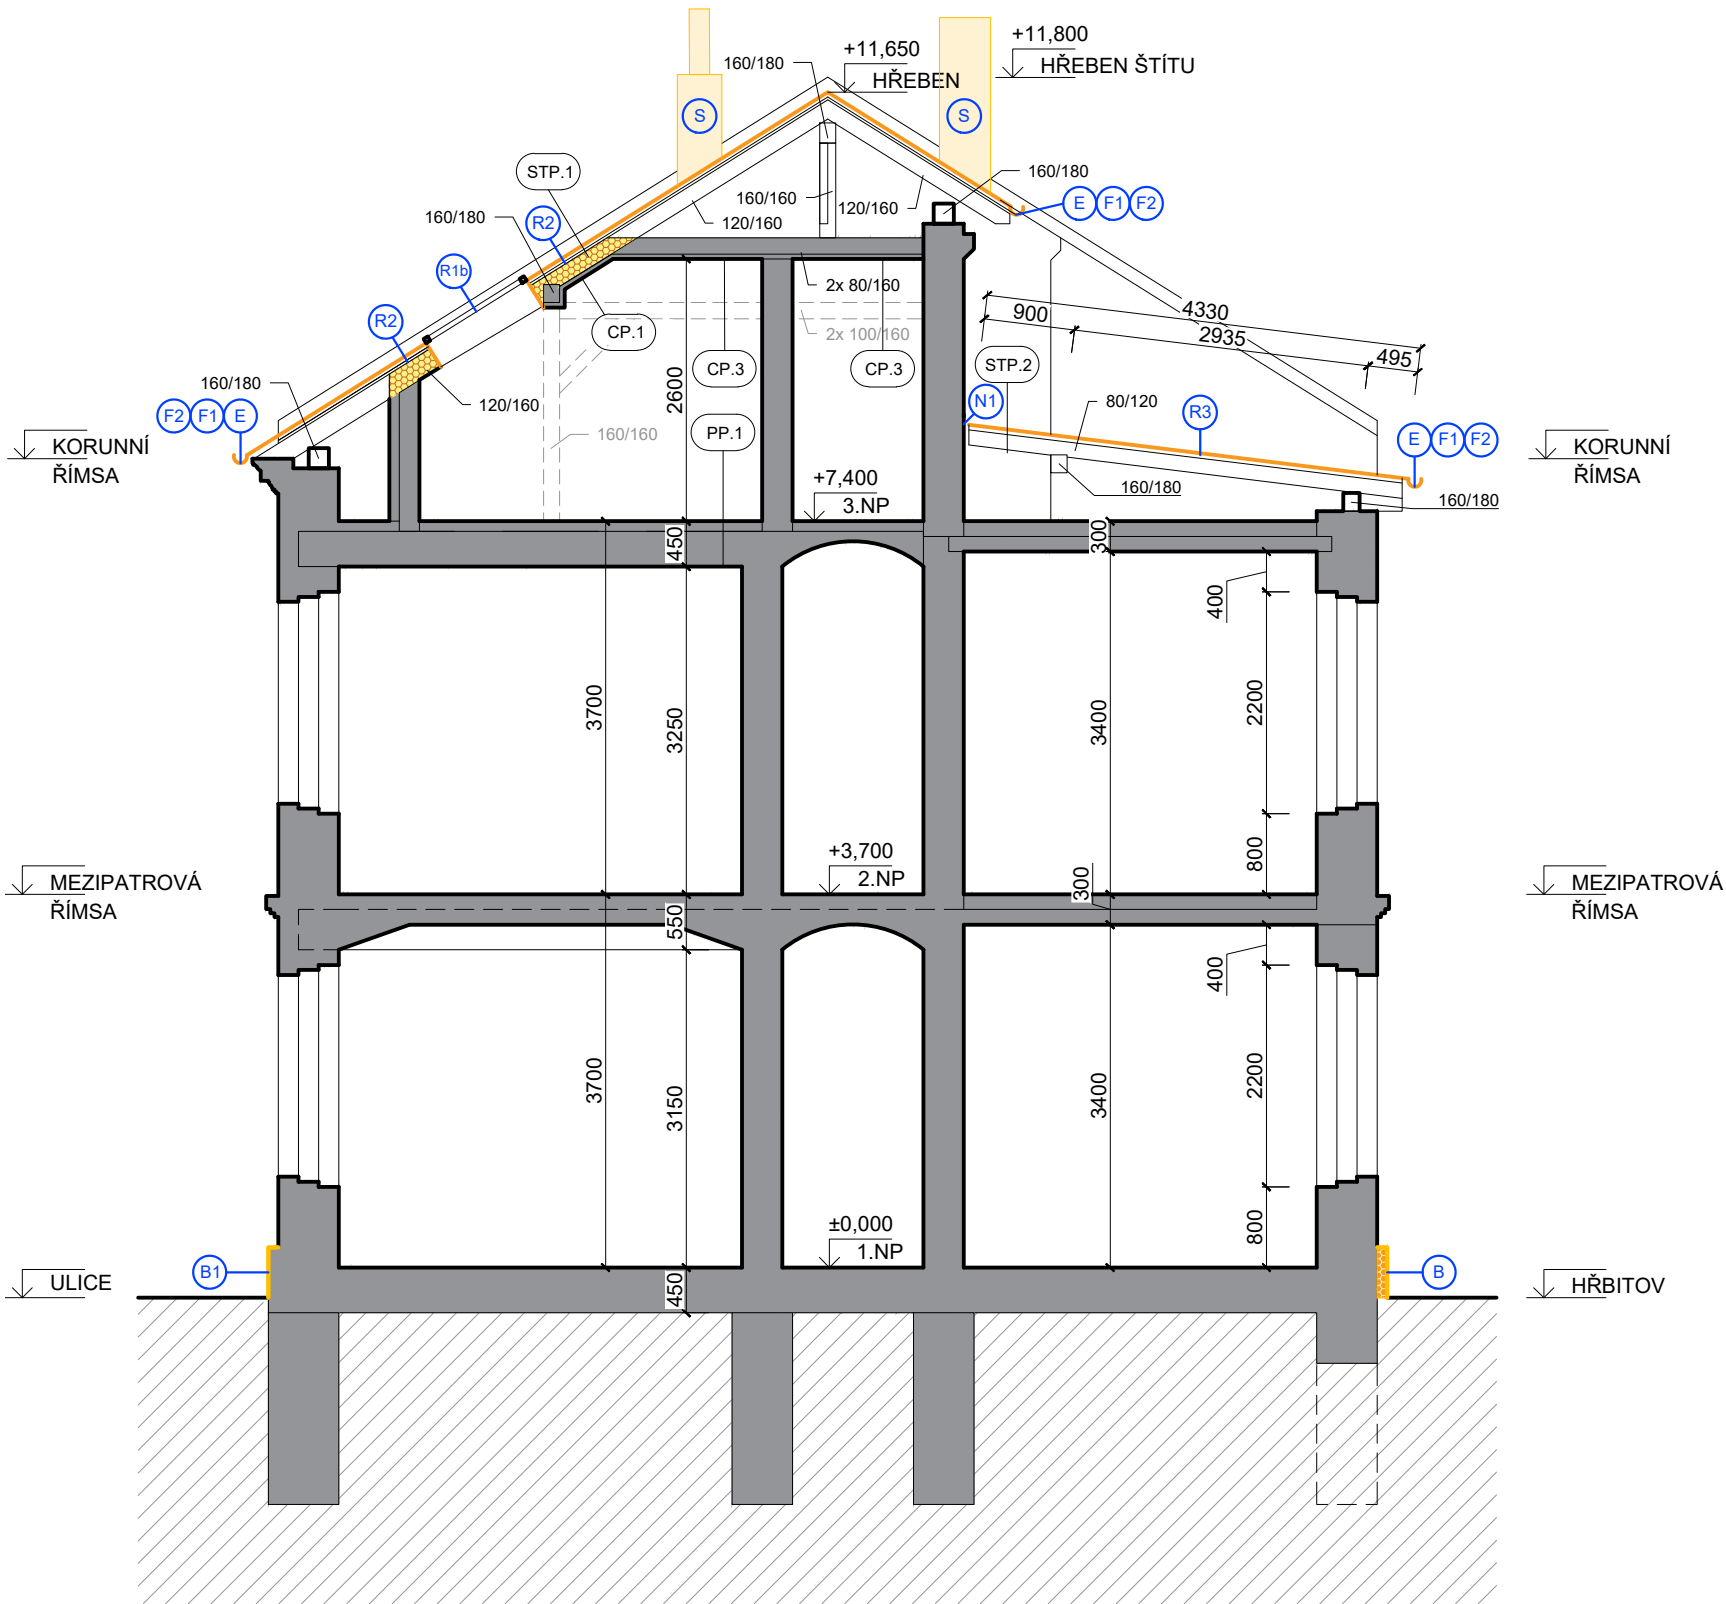 +11,800
HŘEBEN ŠTÍTU
+11,650
HŘEBEN
160/180
S
S
STP.1
160/180
160/160
120/160
120/160
E F1 F2
160/180
R2
R1b
R2
2x 80/160
2x 100/160
4330
900
2935
495
CP.1
CP.3
CP.3
STP.2
160/180
120/160
2600
N1
80/120
R3
F2 F1 E
PP.1
160/160
E F1 F2
KORUNNÍ
ŘÍMSA
KORUNNÍ
ŘÍMSA
+7,400
3.NP
160/180
160/180
450
300
400
3700
3250
3400
2200
+3,700
2.NP
800
300
MEZIPATROVÁ
ŘÍMSA
MEZIPATROVÁ
ŘÍMSA
550
400
3700
3150
3400
2200
±0,000
1.NP
800
B1
B
ULICE
450
HŘBITOV